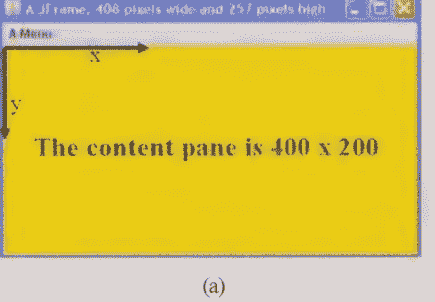 A JFrame, 408 pixels wide and 257 pixels high
A Menu
x
y
The content pane is 400 x 200
(a)